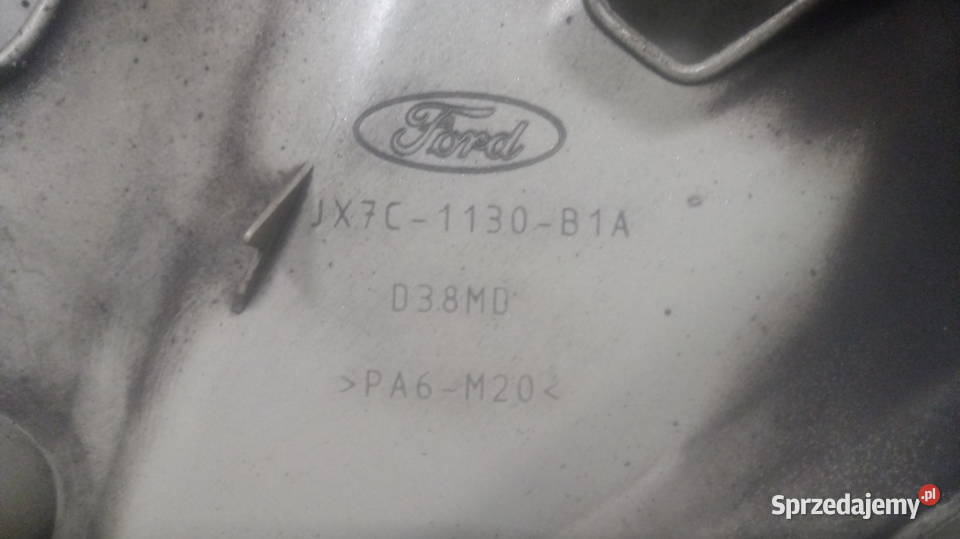 Ford
JX7C-1130-B1A
D38MD
>PA6-M20<
Sprzedajemy.pl